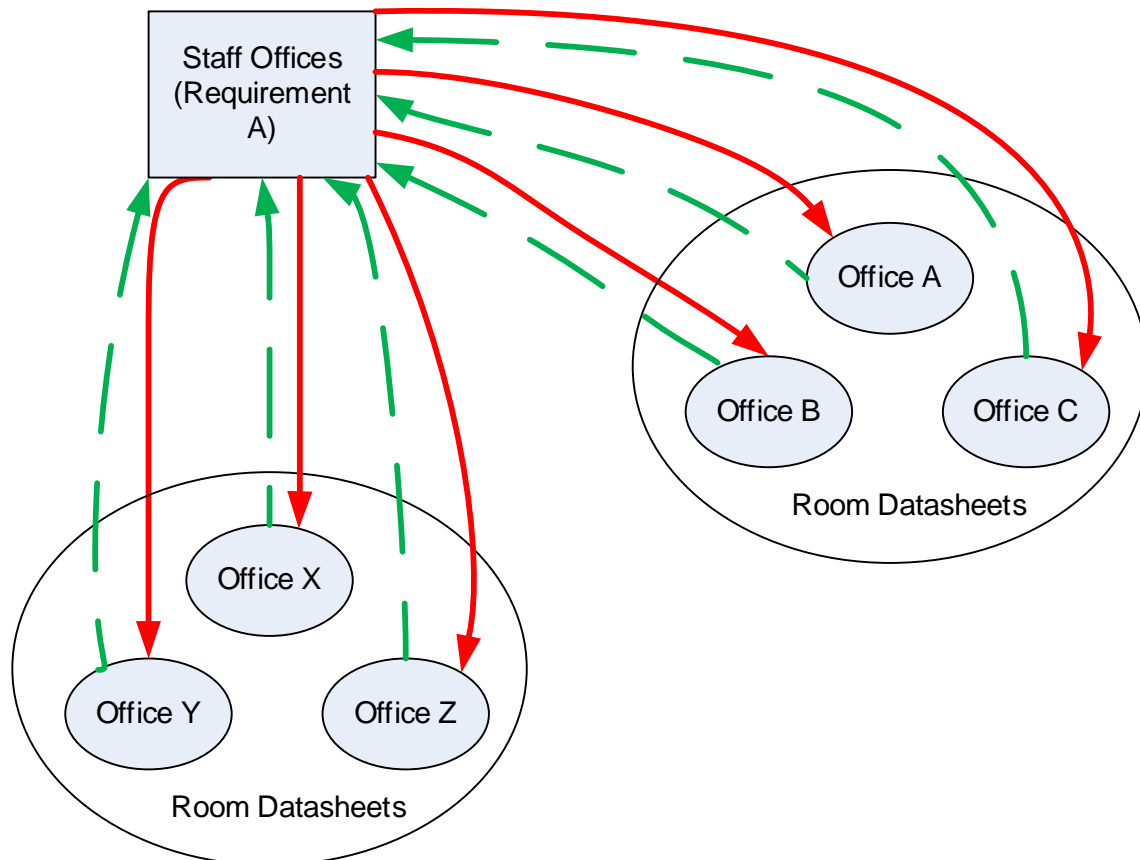 Staff Offices
(Requirement
A)
Office A
Office B
Office C
Room Datasheets
Office X
Office Y
Office Z
Room Datasheets